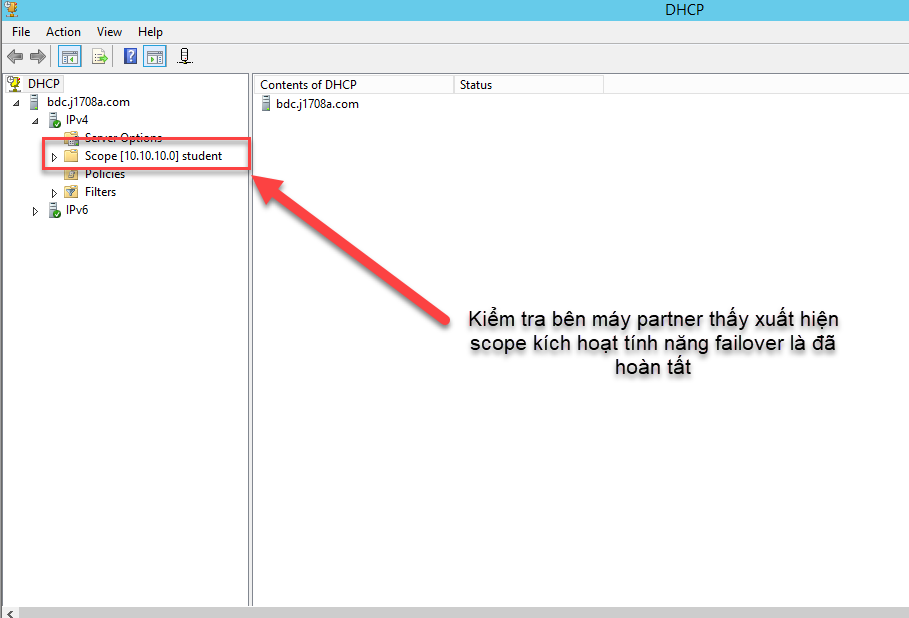 DHCP
File Action View Help
DHCP
bdc.j1708a.com
IPv4
Server Options
Scope [10.10.10.0] student
Policies
Filters
IPv6
Contents of DHCP Status
bdc.j1708a.com
Kiểm tra bên máy partner thấy xuất hiện
scope kích hoạt tính năng failover là đã
hoàn tất